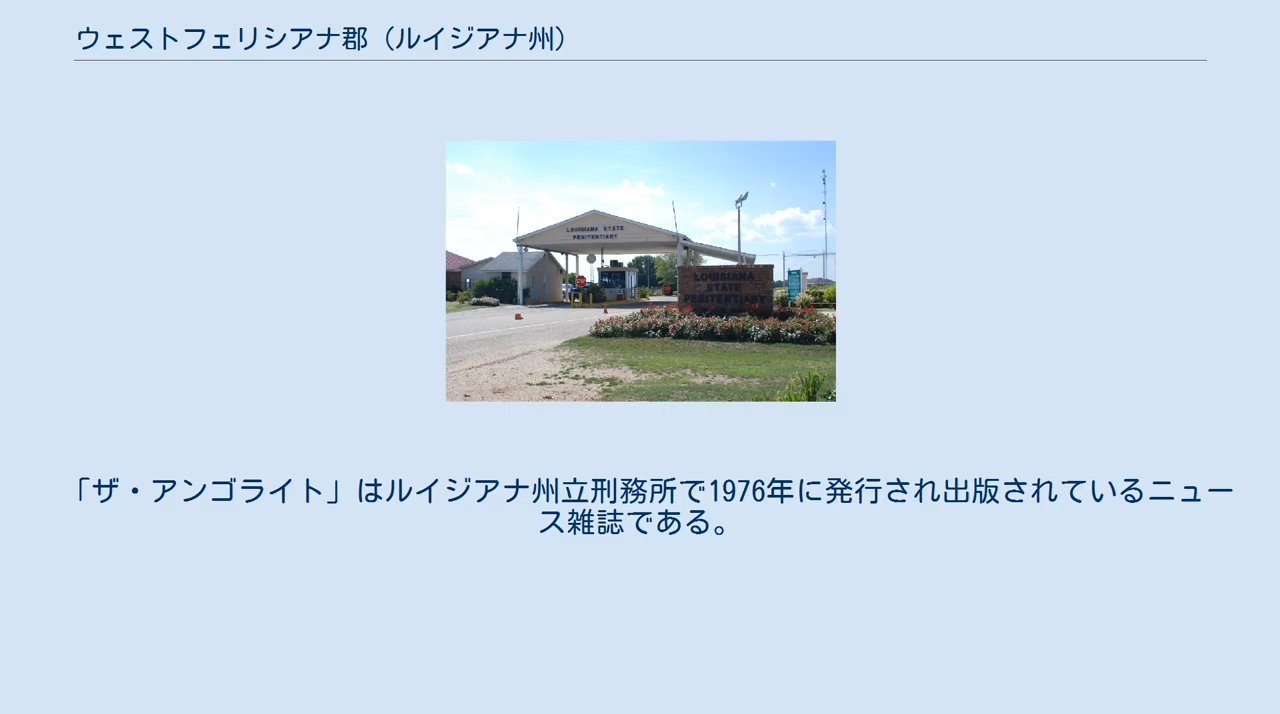 ウェストフェリシアナ郡（ルイジアナ州）
LOUISIANA STATE
PENITENTIARY
LOUISIANA
STATE
PENITENTIARY
「ザ・アンゴライト」はルイジアナ州立刑務所で1976年に発行され出版されているニュー
ス雑誌である。